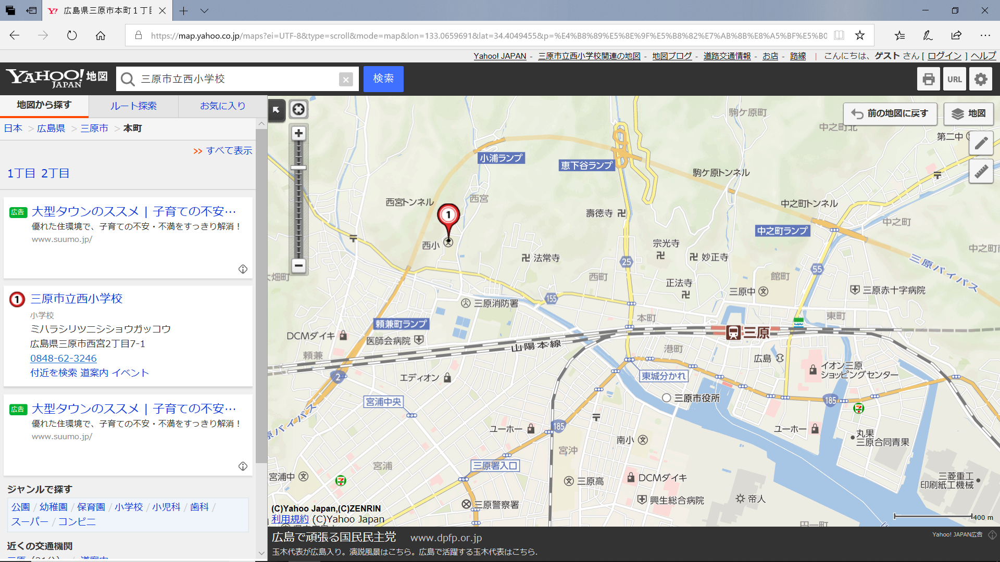 広島県三原市本町１丁目
https://map.yahoo.co.jp/maps?ei=UTF-8&type=scroll&mode=map&lon=133.0659691&lat=34.4049455&p=%E4%B8%89%E5%8E%9F%E5%B8%82%E7%AB%8B%E8%A5%BF%E5%B0
Yahoo! JAPAN - 三原市立西小学校関連の地図 - 地図ブログ - 道路交通情報 - お店 - 路線 | こんにちは、ゲスト さん [ ログイン ] ヘルプ
YAHOO! JAPAN 地図
三原市立西小学校
検索
URL
地図から探す ルート探索 お気に入り
日本 > 広島県 > 三原市 > 本町
>> すべて表示
1丁目 2丁目
広告 大型タウンのススメ | 子育ての不安…
優れた住環境で、子育ての不安・不満をすっきり解消！
www.suumo.jp/
1 三原市立西小学校
小学校
ミハラシリツニシショウガッコウ
広島県三原市西宮2丁目7-1
0848-62-3246
付近を検索 道案内 イベント
広告 大型タウンのススメ | 子育ての不安…
優れた住環境で、子育ての不安・不満をすっきり解消！
www.suumo.jp/
ジャンルで探す
公園 / 幼稚園 / 保育園 / 小学校 / 小児科 / 歯科 /
スーパー / コンビニ
近くの交通機関
前の地図に戻す
地図
駒ケ原町
中之町北
第二中
小浦ランプ
恵下谷ランプ
駒ケ原トンネル
西宮トンネル
西宮
中之町トンネル
1
壽徳寺
中之町ランプ
中之町
西小
宗光寺
中之町
法常寺
妙正寺
25
三原バイパス
55
大畑町
西町
館町
正法寺
三原中
三原赤十字病院
155
三原消防署
本町
東町
頼兼町ランプ
FamilyMart
DCMダイキ
医師会病院
山陽本線
三原
頼兼
港町
広島
イオン三原
ショッピングセンター
2
エディオン
東城分かれ
宮浦中央
三原市役所
185
原バイパス
ユーホー
185
ユーホー
丸果
三原合同青果
南小
宮沖
宮浦
三原署入口
宮浦中
三原高
DCMダイキ
三菱重工
印刷紙工機械
三原警察署
興生総合病院
帝人
(C)Yahoo Japan,(C)ZENRIN
利用規約 (C)Yahoo Japan
円一町
400 m
広島で頑張る国民民主党 www.dpfp.or.jp
Yahoo! JAPAN広告
玉木代表が広島入り。演説風景はこちら。広島で活躍する玉木代表はこちら.